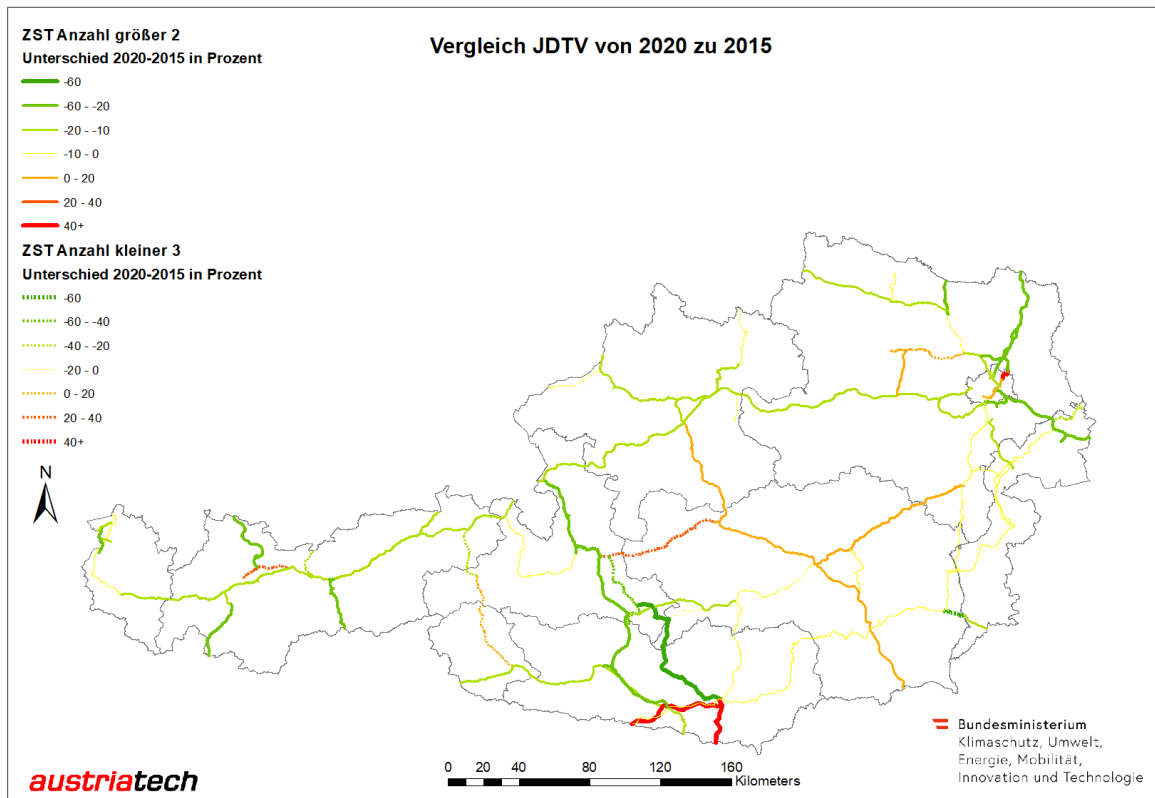 Vergleich JDTV von 2020 zu 2015
ZST Anzahl größer 2
Unterschied 2020-2015 in Prozent
-60
-60 - -20
-20 - -10
-10 - 0
0 - 20
20 - 40
40+
ZST Anzahl kleiner 3
Unterschied 2020-2015 in Prozent
-60
-60 - -40
-40 - -20
-20 - 0
0 - 20
20 - 40
40+
N
austriatech
0 20 40 80 120 160
Kilometers
Bundesministerium
Klimaschutz, Umwelt,
Energie, Mobilität,
Innovation und Technologie